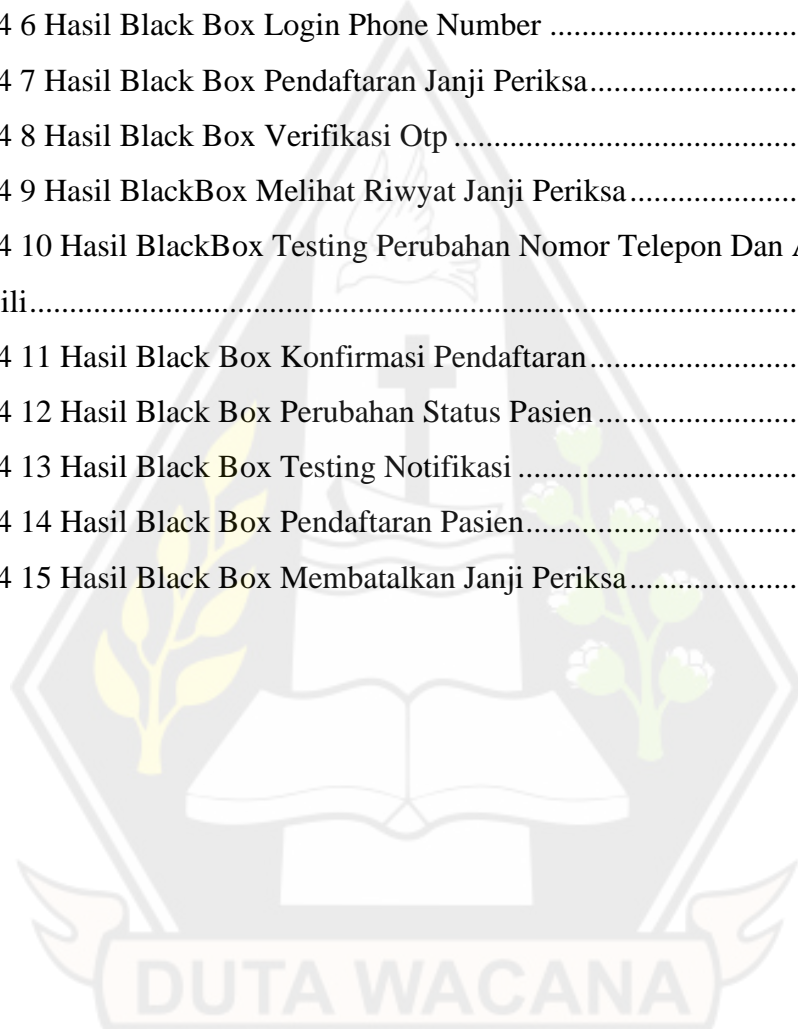 4 6 Hasil Black Box Login Phone Number ..................................
4 7 Hasil Black Box Pendaftaran Janji Periksa.............................
4 8 Hasil Black Box Verifikasi Otp ................................................
4 9 Hasil BlackBox Melihat Riwyat Janji Periksa .......................
4 10 Hasil BlackBox Testing Perubahan Nomor Telepon Dan A
ili...................................................................................................
4 11 Hasil Black Box Konfirmasi Pendaftaran.............................
4 12 Hasil Black Box Perubahan Status Pasien ............................
4 13 Hasil Black Box Testing Notifikasi .......................................
4 14 Hasil Black Box Pendaftaran Pasien......................................
4 15 Hasil Black Box Membatalkan Janji Periksa .......................
DUTA WACANA